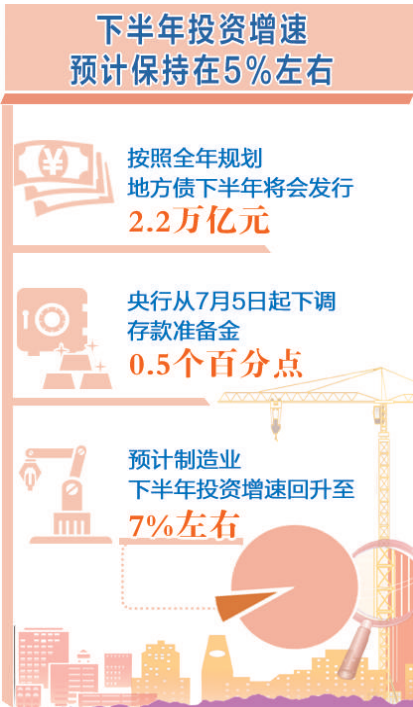 下半年投资增速
预计保持在5%左右
¥
按照全年规划
地方债下半年将会发行
2.2万亿元
央行从7月5日起下调
存款准备金
0.5个百分点
预计制造业
下半年投资增速回升至
7%左右